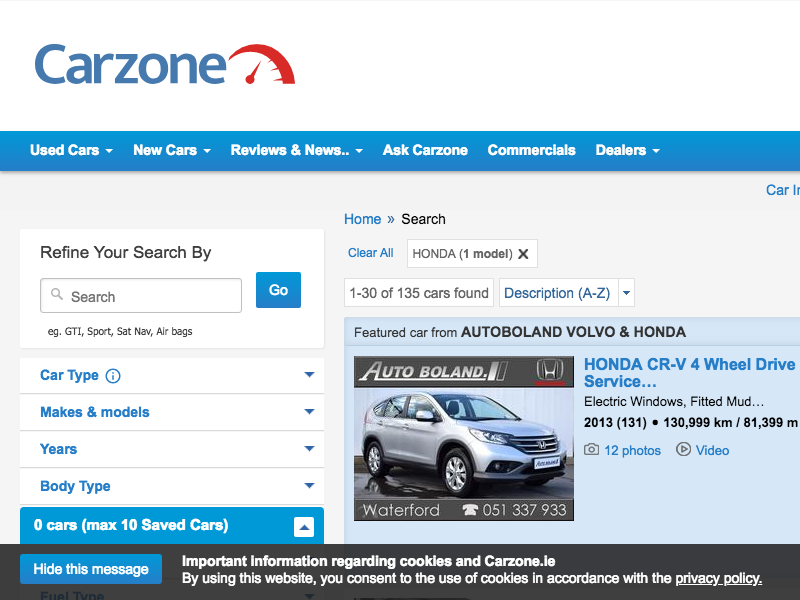 Carzone
Used Cars
New Cars
Reviews & News..
Ask Carzone
Commercials
Dealers
Car In
Home » Search
Refine Your Search By
Search
Go
eg. GTI, Sport, Sat Nav, Air bags
Car Type
Makes & models
Years
Body Type
0 cars (max 10 Saved Cars)
Fuel Type
Clear All
HONDA (1 model)
1-30 of 135 cars found
Description (A-Z)
Featured car from AUTOBOLAND VOLVO & HONDA
AUTO BOLAND.
Waterford 051 337 933
HONDA CR-V 4 Wheel Drive
Service…
Electric Windows, Fitted Mud…
2013 (131) • 130,999 km / 81,399 m
12 photos
Video
Hide this message
Important Information regarding cookies and Carzone.ie
By using this website, you consent to the use of cookies in accordance with the privacy policy.